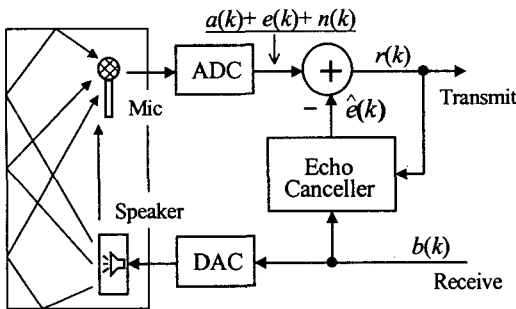 a(k)+ e(k)+ n(k)
ADC
+
r(k)
Transmit
Mic
−
ê(k)
Echo
Canceller
Speaker
DAC
b(k)
Receive